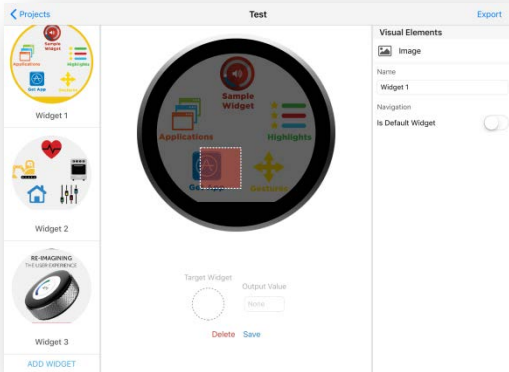 Projects
Test
Export
Sample
Widget
Applications
Highlights
Get App
Gestures
Widget 1
Widget 2
RE-IMAGINING
THE USER EXPERIENCE
Widget 3
ADD WIDGET
Sample
Widget
Applications
Highlights
Get App
Gestures
Target Widget
Output Value
None
Delete
Save
Visual Elements
Image
Name
Widget 1
Navigation
Is Default Widget